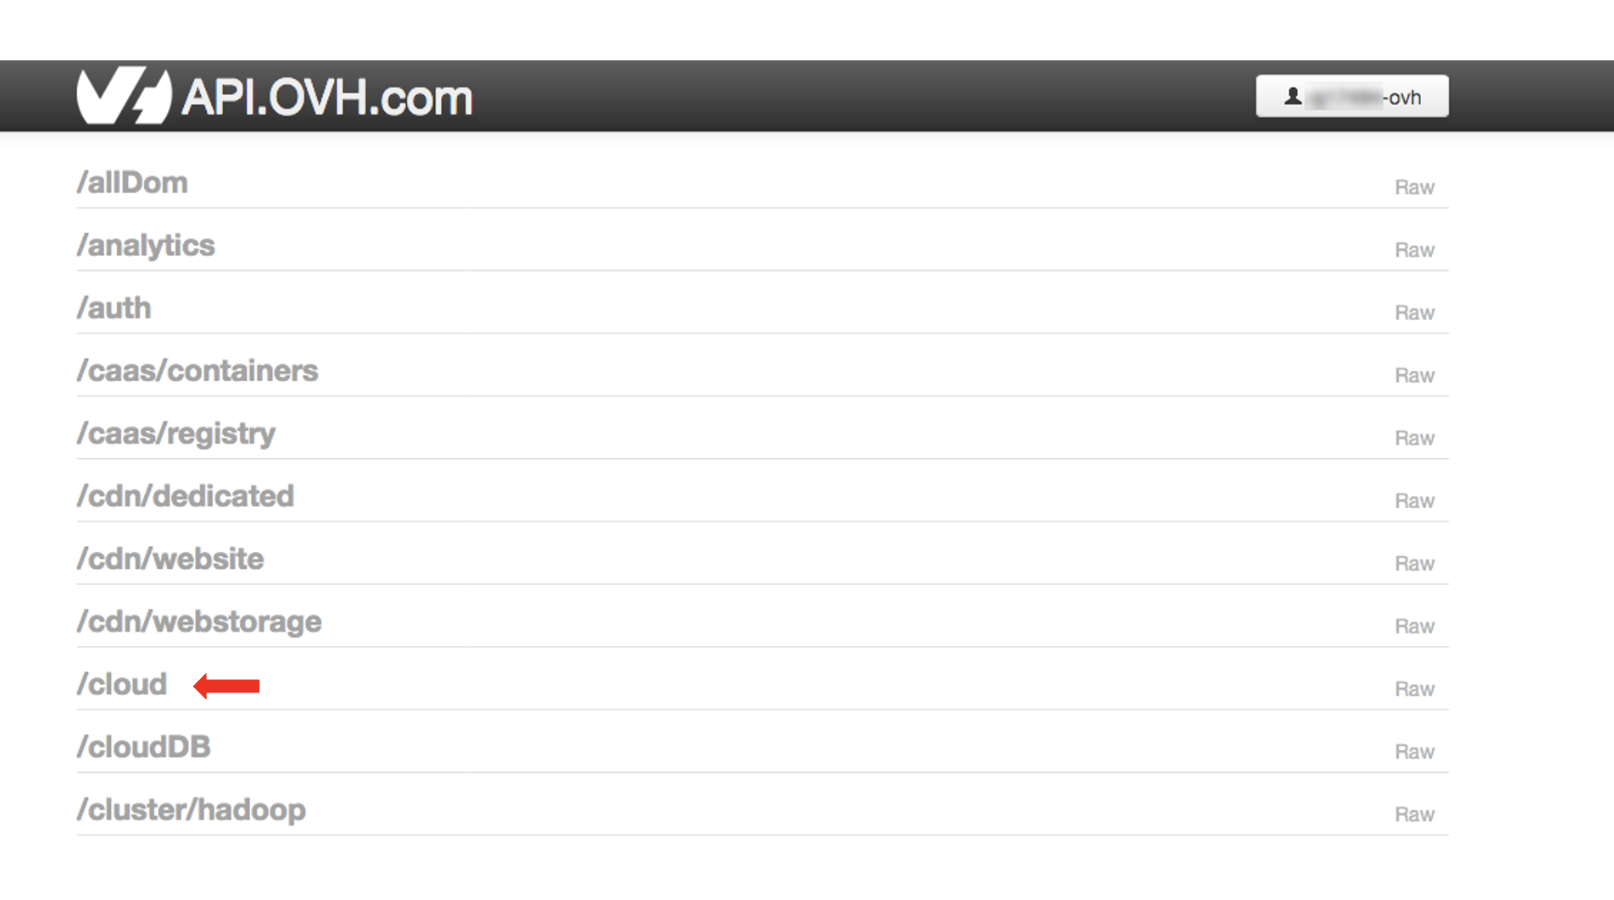 API.OVH.com
-ovh
/allDom Raw
/analytics Raw
/auth Raw
/caas/containers Raw
/caas/registry Raw
/cdn/dedicated Raw
/cdn/website Raw
/cdn/webstorage Raw
/cloud Raw
/cloudDB Raw
/cluster/hadoop Raw